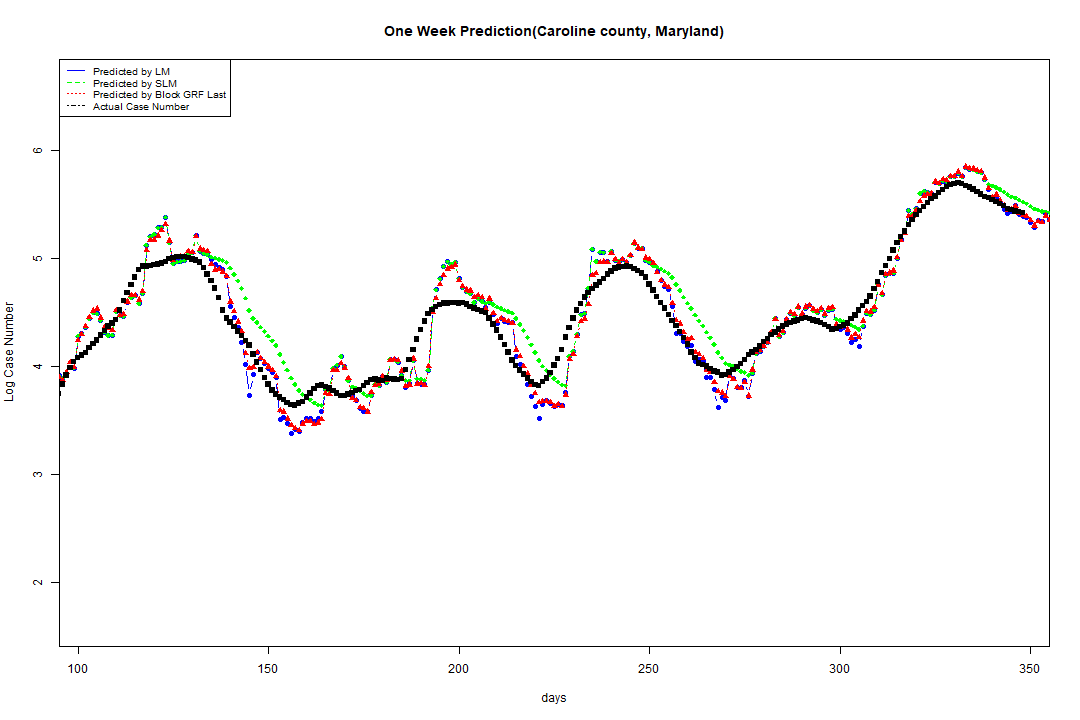 One Week Prediction(Caroline county, Maryland)
Predicted by LM
Predicted by SLM
Predicted by Block GRF Last
Actual Case Number
6
5
4
3
2
Log Case Number
100 150 200 250 300 350
days